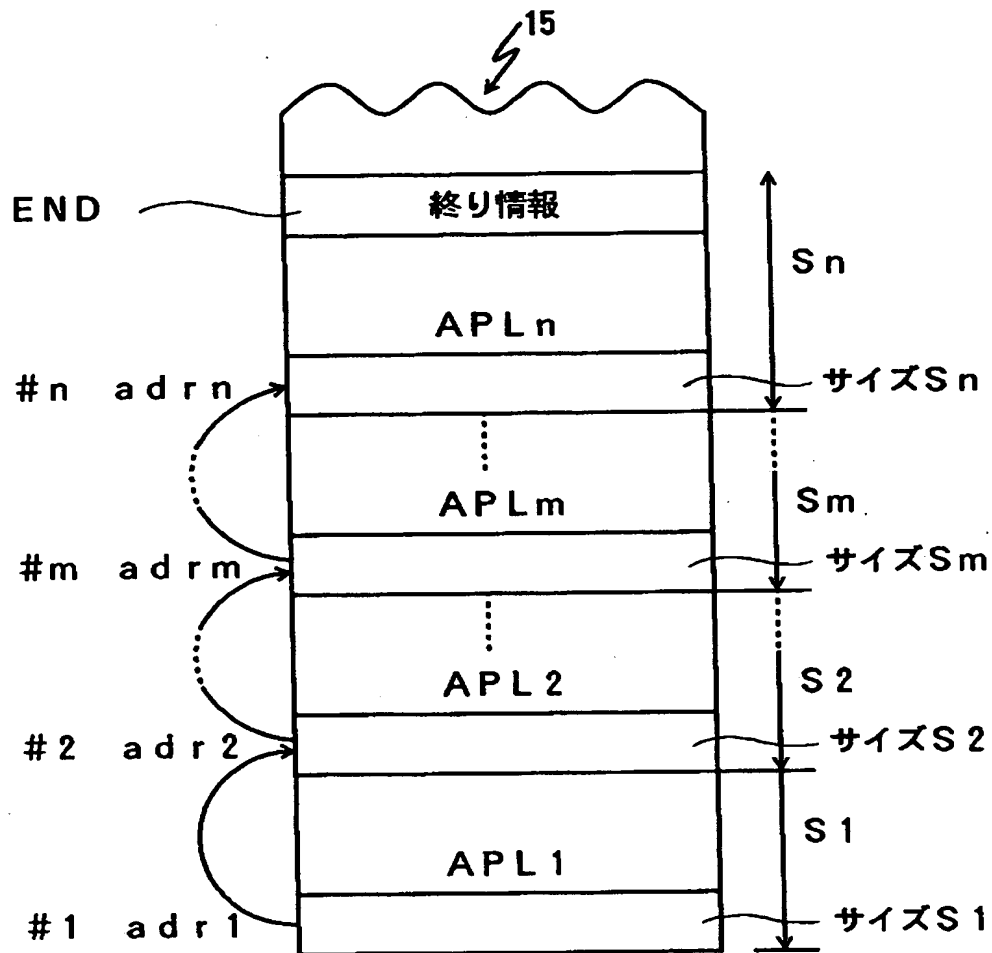 15
END
終り情報
Sn
APLn
#n adrn
サイズSn
APLm
Sm
#m adrm
サイズSm
APL2
S2
#2 adr2
サイズS2
S1
APL1
#1 adr1
サイズS1